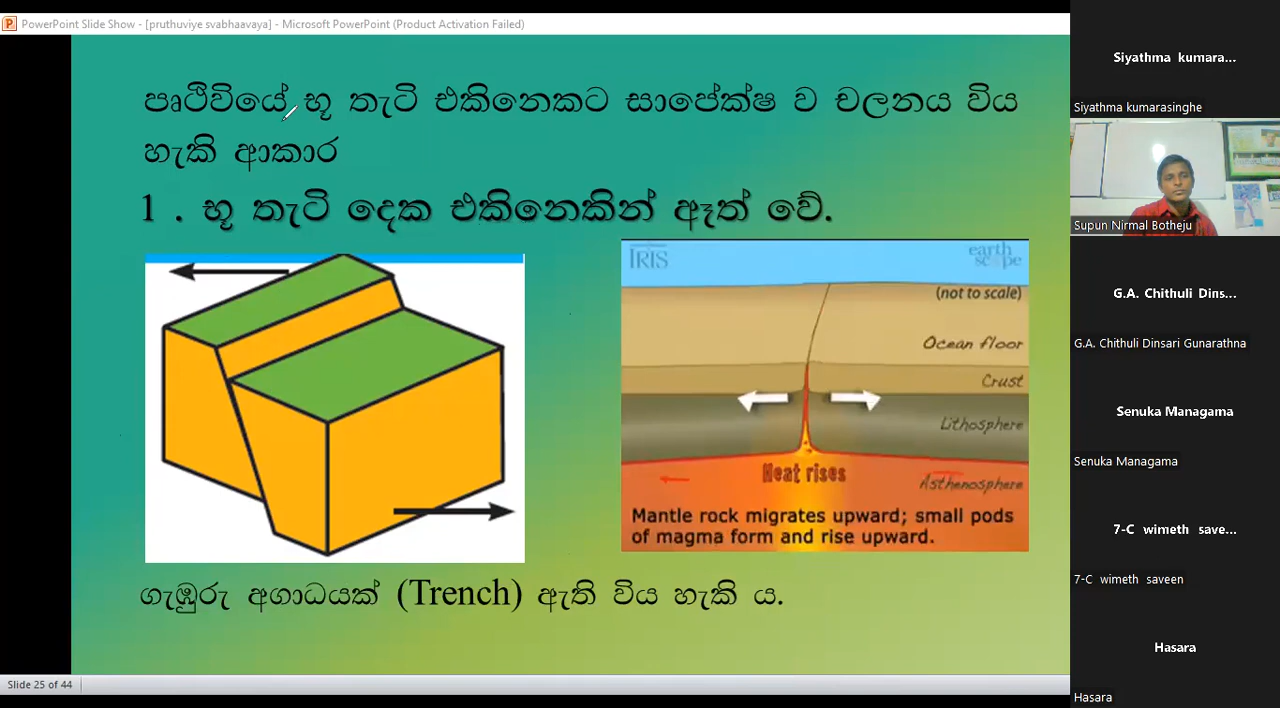 PowerPoint Slide Show - [pruthuviye svabhaavaya] - Microsoft PowerPoint (Product Activation Failed)
පෘථිවියේ භූ තැටි එකිනෙකට සාපේක්ෂ ව චලනය විය
හැකි ආකාර
1 . භූ තැටි දෙක එකිනෙකින් ඈත් වේ.
IRIS
earth
scope
(not to scale)
Ocean floor
Crust
Lithosphere
Heat rises
Asthenosphere
Mantle rock migrates upward; small pods
of magma form and rise upward.
ගැඹුරු අගාධයක් (Trench) ඇති විය හැකි ය.
Slide 25 of 44
Siyathma kumara...
Siyathma kumarasinghe
Supun Nirmal Botheju
G.A. Chithuli Dins...
G.A. Chithuli Dinsari Gunarathna
Senuka Managama
Senuka Managama
7-C wimeth save...
7-C wimeth saveen
Hasara
Hasara